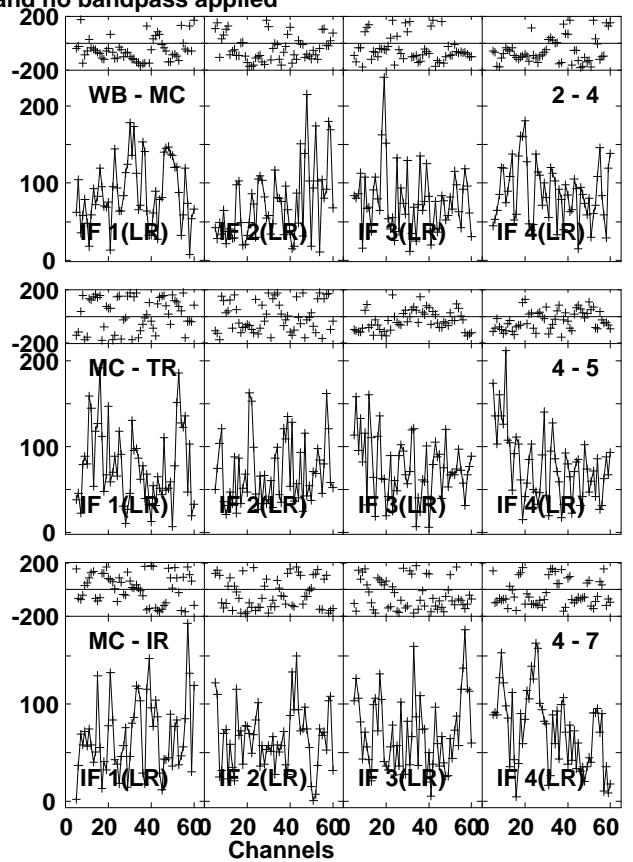 and no bandpass applied
200
-200
WB - MC 2 - 4
200
100
0
IF 1(LR) IF 2(LR) IF 3(LR) IF 4(LR)
200
-200
MC - TR 4 - 5
200
100
0
IF 1(LR) IF 2(LR) IF 3(LR) IF 4(LR)
200
-200
MC - IR 4 - 7
100
0
IF 1(LR) IF 2(LR) IF 3(LR) IF 4(LR)
0 20 40 60 0 20 40 60 20 40 60 0 20 40 60
Channels